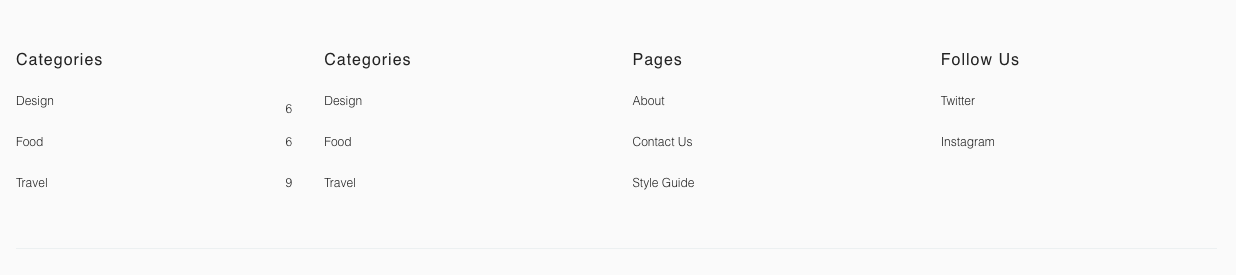 Categories
Design 6
Food 6
Travel 9
Categories
Design
Food
Travel
Pages
About
Contact Us
Style Guide
Follow Us
Twitter
Instagram